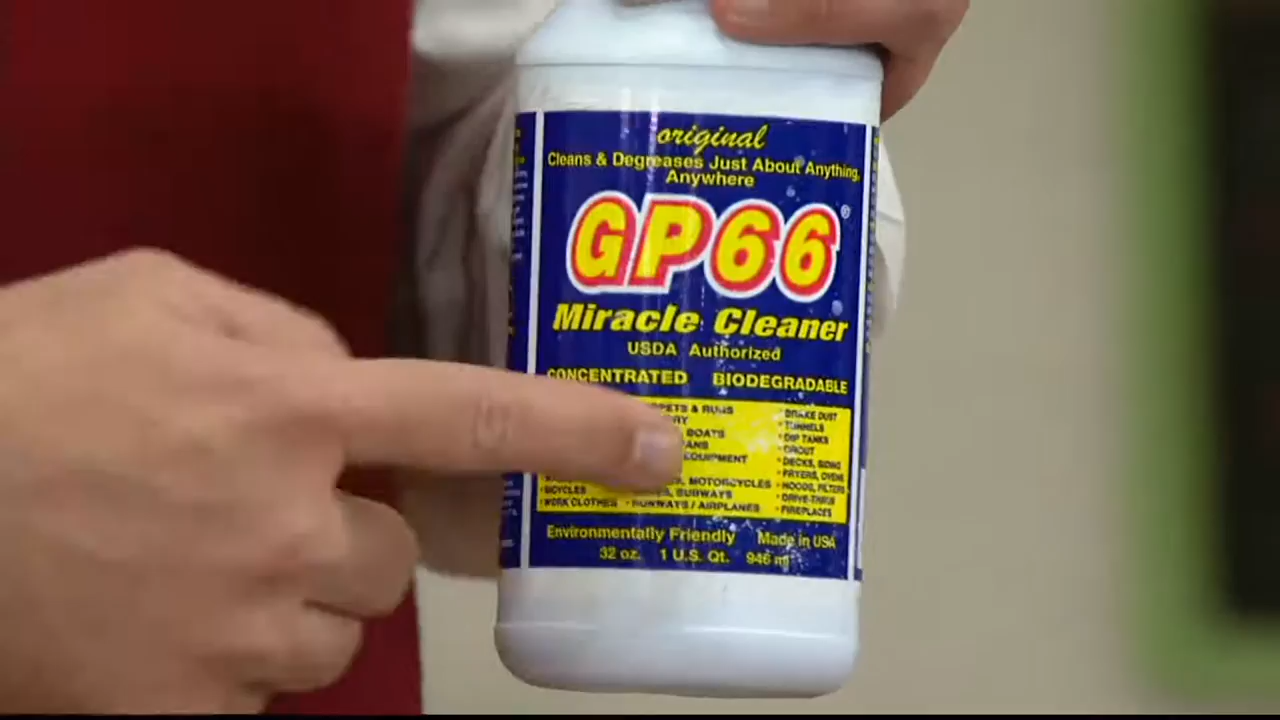 original
Cleans & Degreases Just About Anything,
Anywhere
GP66®
Miracle Cleaner
USDA Authorized
CONCENTRATED BIODEGRADABLE
& RUGS
• BRAKE DUST
• TUNNELS
BOATS
• DIP TANKS
• GROUT
EQUIPMENT
• DECKS, SIDING
• FRYERS, OVENS
MOTORCYCLES
• HOODS, FILTERS
• BICYCLES
SUBWAYS
• DRIVE-THRUS
• WORK CLOTHES • RUNWAYS / AIRPLANES
• FIREPLACES
Environmentally Friendly Made in USA
32 oz. 1 U.S. Qt. 946 ml